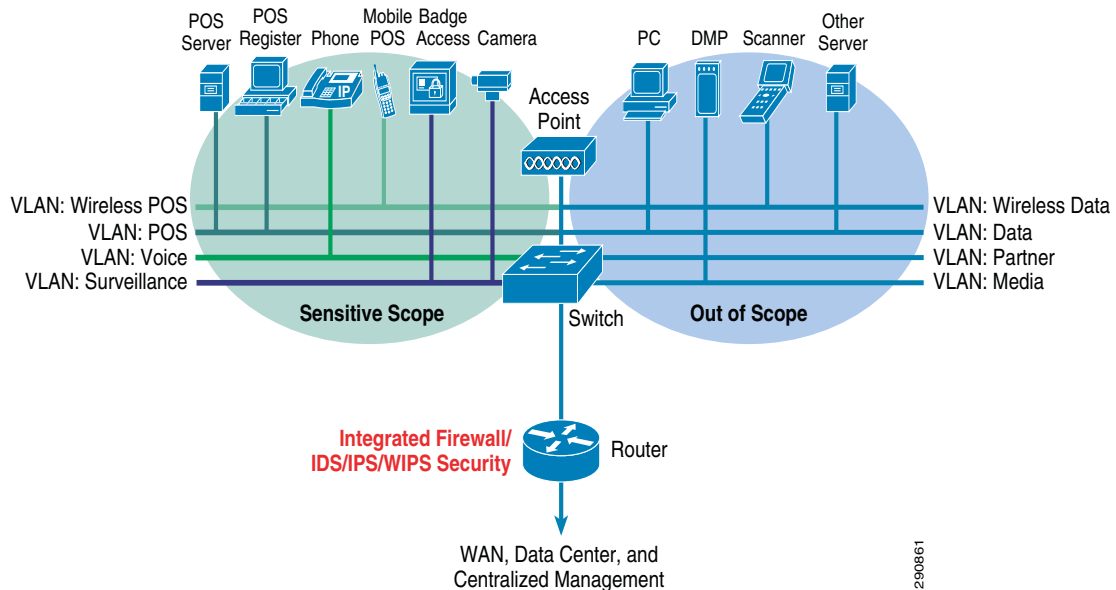 POS
Server
POS
Register
Phone
Mobile
POS
Badge
Access
Camera
PC
DMP
Scanner
Other
Server
IP
Access
Point
VLAN: Wireless POS
VLAN: POS
VLAN: Voice
VLAN: Surveillance
VLAN: Wireless Data
VLAN: Data
VLAN: Partner
VLAN: Media
Sensitive Scope
Switch
Out of Scope
Integrated Firewall/
IDS/IPS/WIPS Security
Router
WAN, Data Center, and
Centralized Management
290861